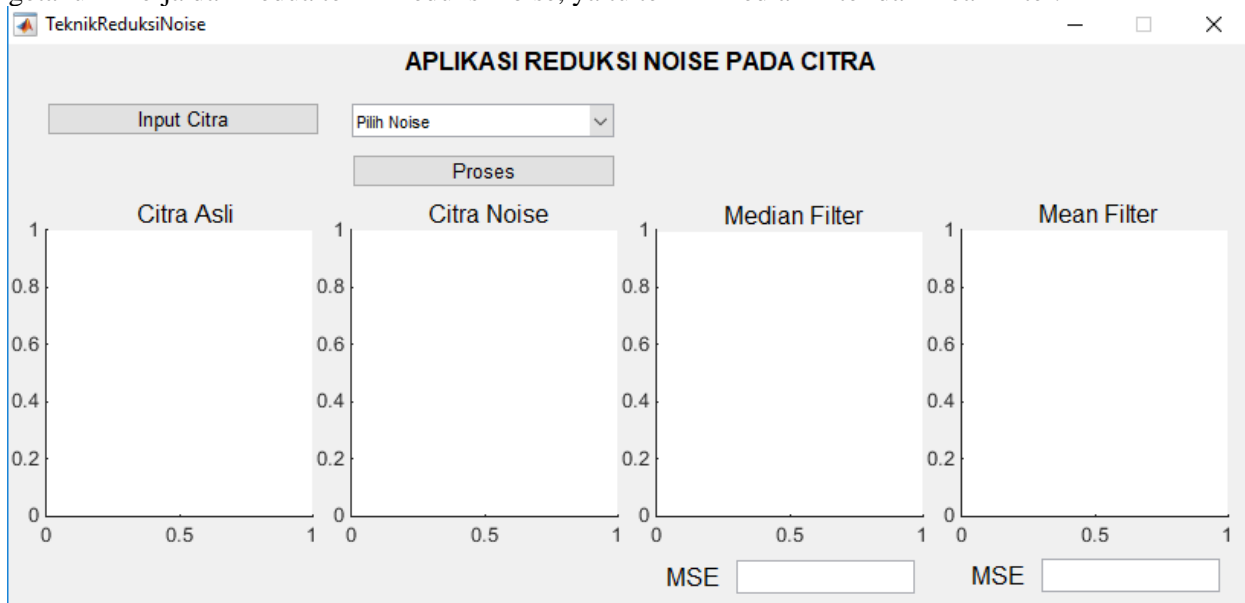 TeknikReduksiNoise
APLIKASI REDUKSI NOISE PADA CITRA
Input Citra
Pilih Noise
Proses
Citra Asli
Citra Noise
Median Filter
Mean Filter
1 1 1 1
0.8 0.8 0.8 0.8
0.6 0.6 0.6 0.6
0.4 0.4 0.4 0.4
0.2 0.2 0.2 0.2
0 0 0 0
0 0.5 1 0 0.5 1 0 0.5 1 0 0.5 1
MSE MSE